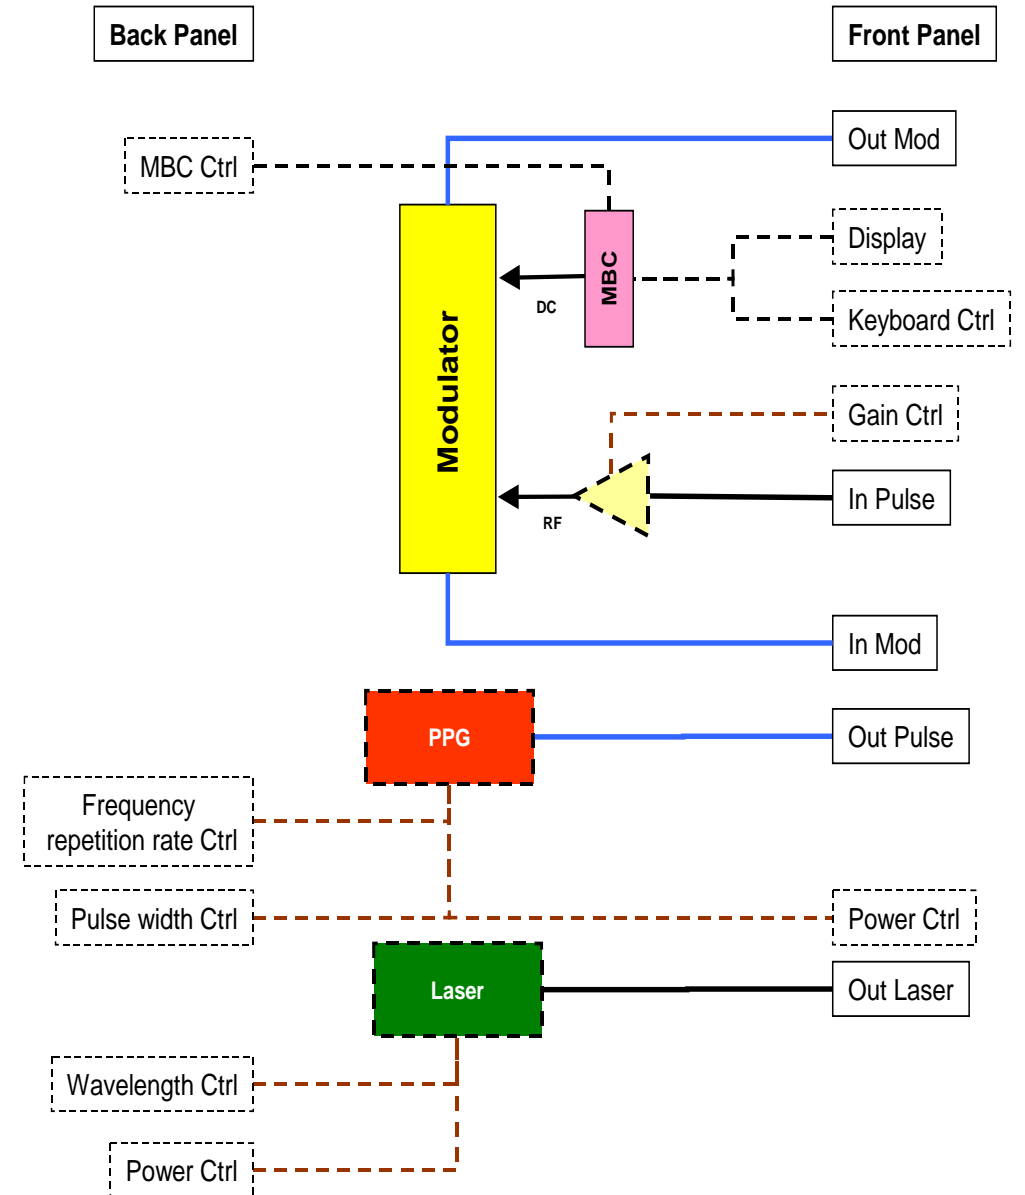 Back Panel
Front Panel
Out Mod
MBC Ctrl
Display
MBC
DC
Keyboard Ctrl
Modulator
Gain Ctrl
In Pulse
RF
In Mod
PPG
Out Pulse
Frequency
repetition rate Ctrl
Pulse width Ctrl
Power Ctrl
Laser
Out Laser
Wavelength Ctrl
Power Ctrl